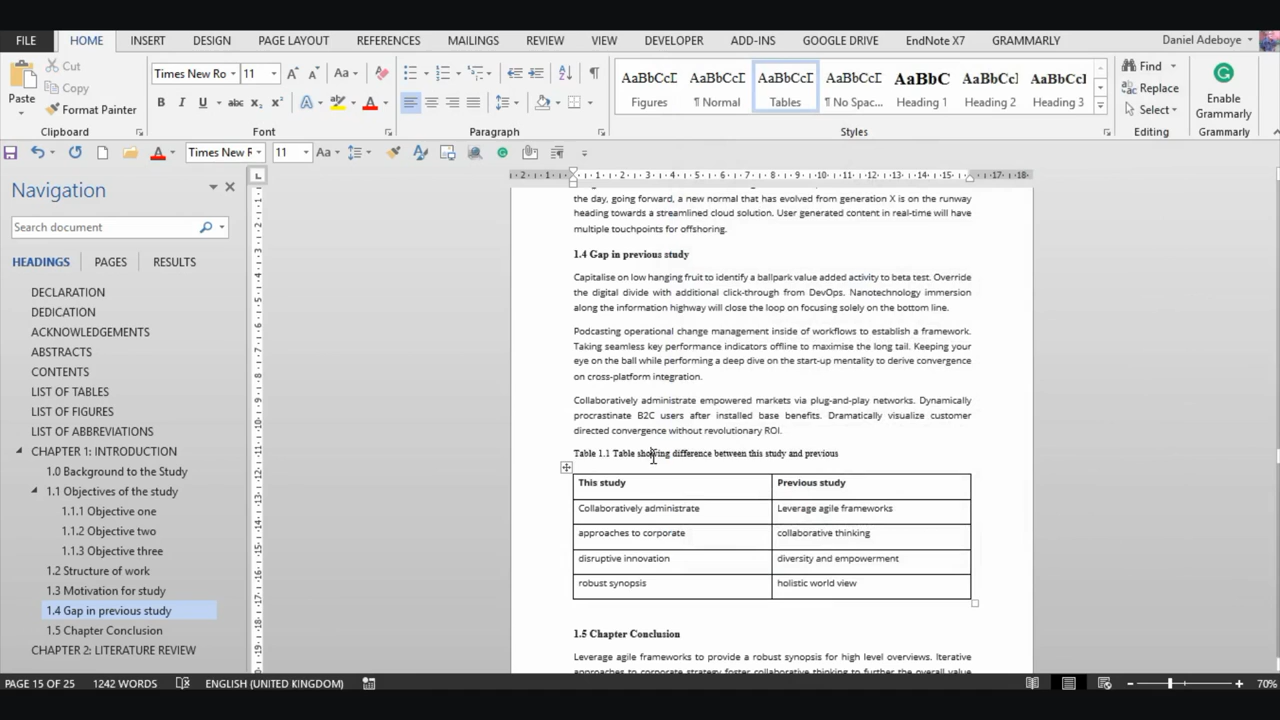 FILE HOME INSERT DESIGN PAGE LAYOUT REFERENCES MAILINGS REVIEW VIEW DEVELOPER ADD-INS GOOGLE DRIVE EndNote X7 GRAMMARLY Daniel Adeboye
Paste
Cut
Copy
Format Painter
Clipboard
Times New Ro 11
Font
Paragraph
AaBbCcD AaBbCcI AaBbCcI AaBbCcD AaBbC AaBbCcI AaBbCcI
Figures ¶ Normal Tables ¶ No Spac... Heading 1 Heading 2 Heading 3
Styles
Find
Replace
Select
Editing
Enable
Grammarly
Grammarly
Times New R 11
Navigation
Search document
HEADINGS PAGES RESULTS
DECLARATION
DEDICATION
ACKNOWLEDGEMENTS
ABSTRACTS
CONTENTS
LIST OF TABLES
LIST OF FIGURES
LIST OF ABBREVIATIONS
CHAPTER 1: INTRODUCTION
1.0 Background to the Study
1.1 Objectives of the study
1.1.1 Objective one
1.1.2 Objective two
1.1.3 Objective three
1.2 Structure of work
1.3 Motivation for study
1.4 Gap in previous study
1.5 Chapter Conclusion
CHAPTER 2: LITERATURE REVIEW
the day, going forward, a new normal that has evolved from generation X is on the runway
heading towards a streamlined cloud solution. User generated content in real-time will have
multiple touchpoints for offshoring.
1.4 Gap in previous study
Capitalise on low hanging fruit to identify a ballpark value added activity to beta test. Override
the digital divide with additional click-through from DevOps. Nanotechnology immersion
along the information highway will close the loop on focusing solely on the bottom line.
Podcasting operational change management inside of workflows to establish a framework.
Taking seamless key performance indicators offline to maximise the long tail. Keeping your
eye on the ball while performing a deep dive on the start-up mentality to derive convergence
on cross-platform integration.
Collaboratively administrate empowered markets via plug-and-play networks. Dynamically
procrastinate B2C users after installed base benefits. Dramatically visualize customer
directed convergence without revolutionary ROI.
Table 1.1 Table showing difference between this study and previous
This study Previous study
Collaboratively administrate Leverage agile frameworks
approaches to corporate collaborative thinking
disruptive innovation diversity and empowerment
robust synopsis holistic world view
1.5 Chapter Conclusion
Leverage agile frameworks to provide a robust synopsis for high level overviews. Iterative
approaches to corporate strategy foster collaborative thinking to further the overall value
PAGE 15 OF 25 1242 WORDS ENGLISH (UNITED KINGDOM) 70%